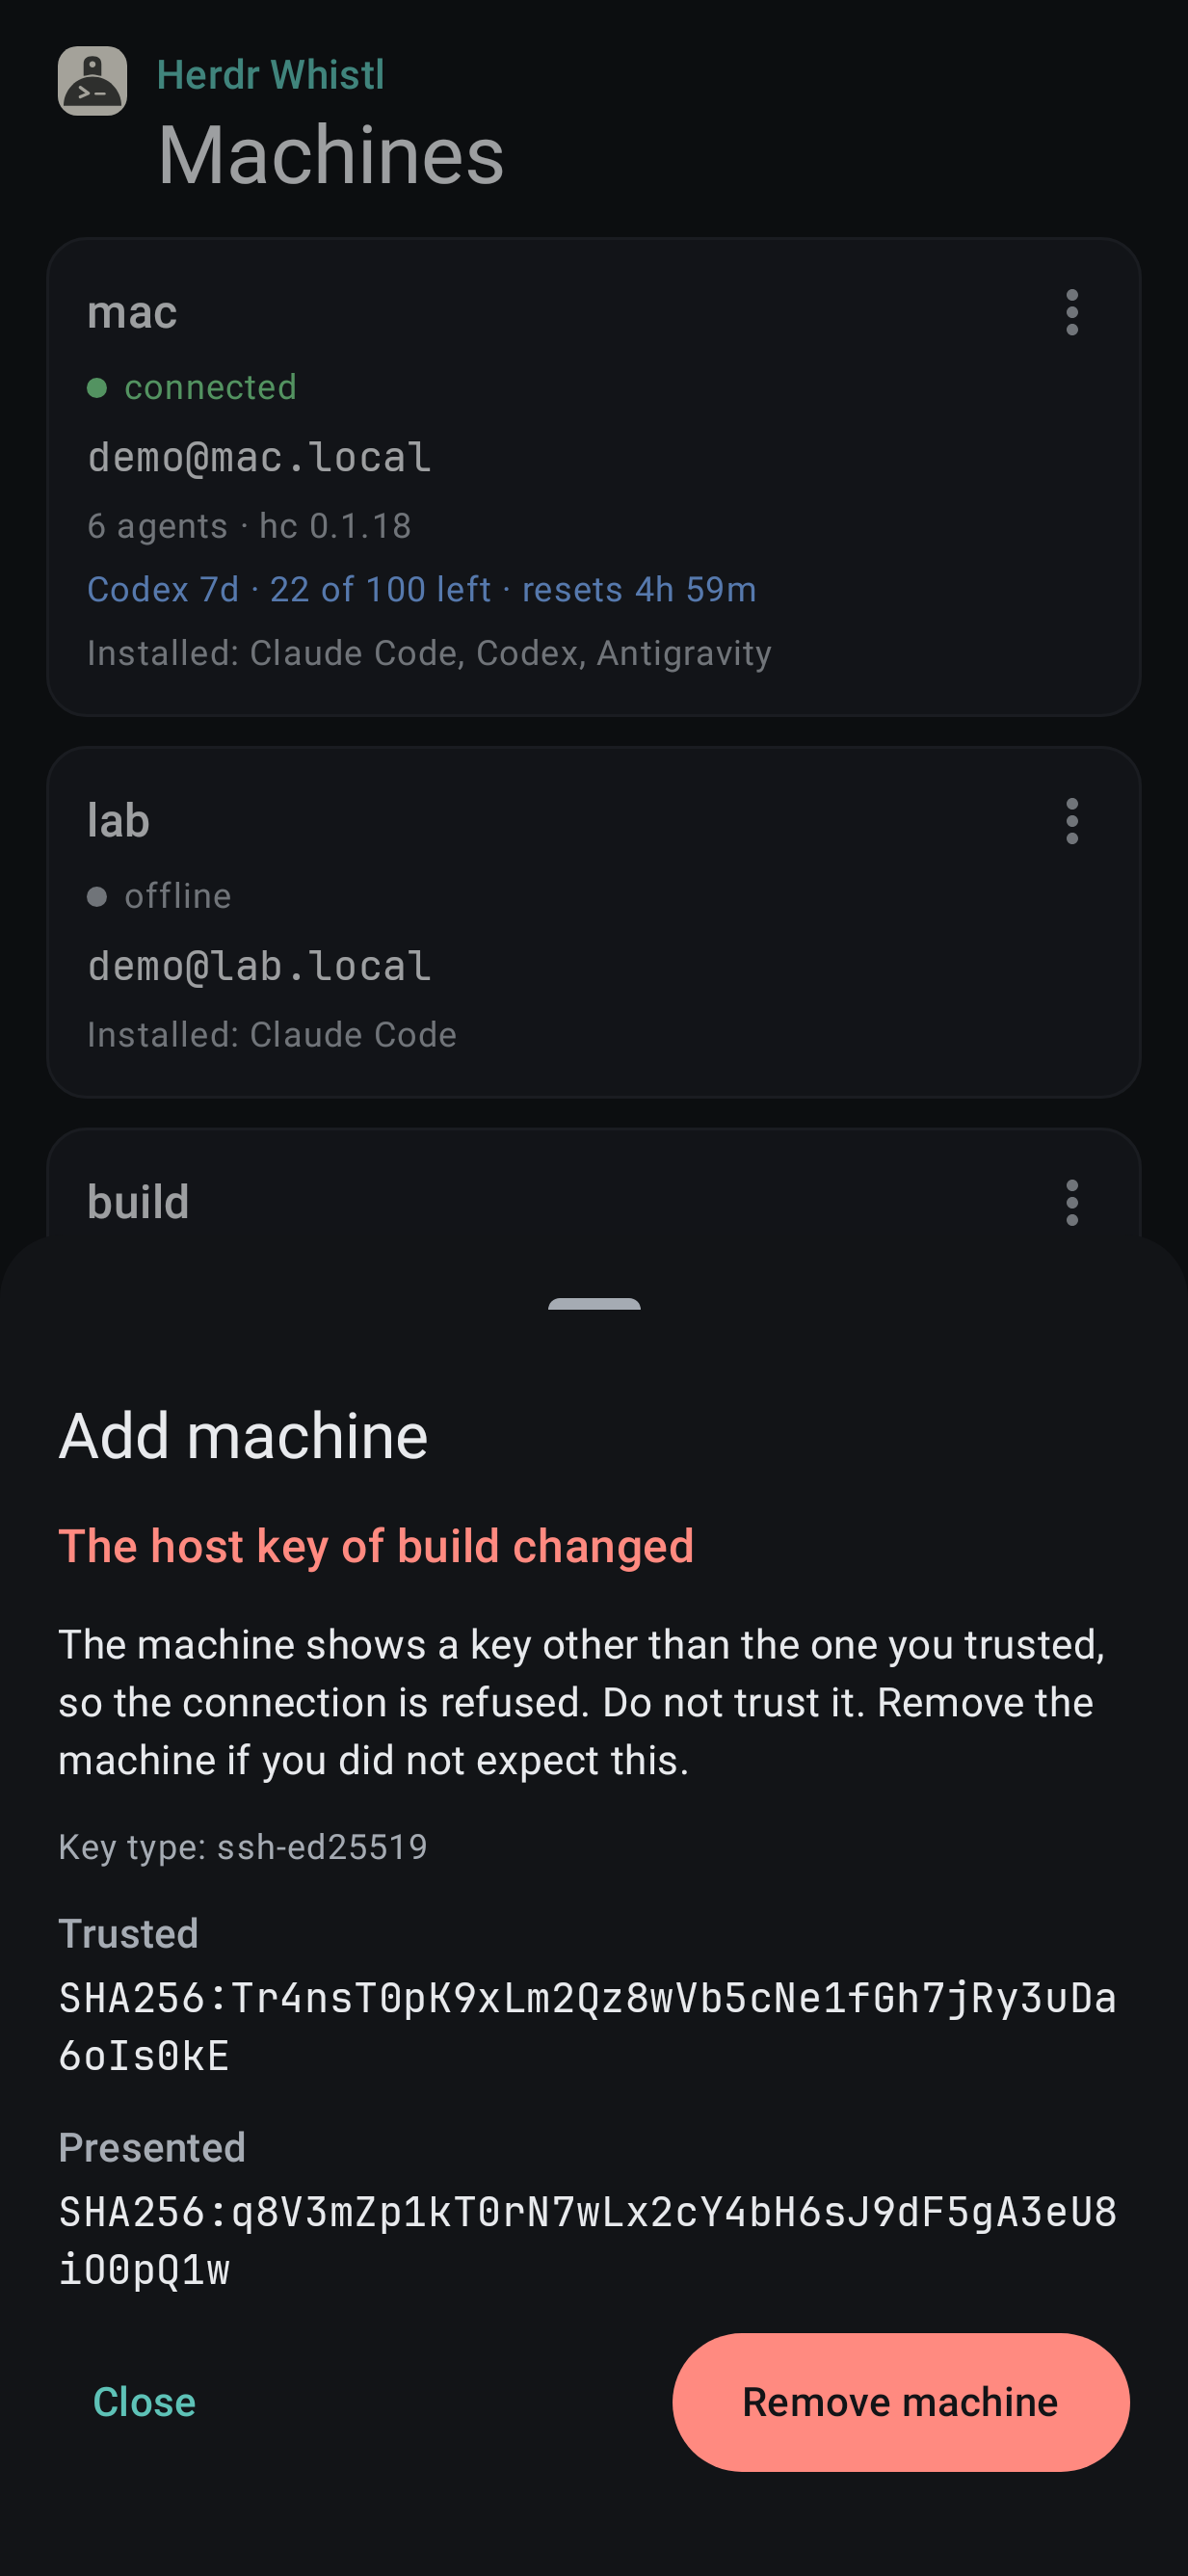 Herdr Whistl
Machines
mac
connected
demo@mac.local
6 agents · hc 0.1.18
Codex 7d · 22 of 100 left · resets 4h 59m
Installed: Claude Code, Codex, Antigravity
lab
offline
demo@lab.local
Installed: Claude Code
build
Add machine
The host key of build changed
The machine shows a key other than the one you trusted,
so the connection is refused. Do not trust it. Remove the
machine if you did not expect this.
Key type: ssh-ed25519
Trusted
SHA256:Tr4nsT0pK9xLm2Qz8wVb5cNe1fGh7jRy3uDa
6oIs0kE
Presented
SHA256:q8V3mZp1kT0rN7wLx2cY4bH6sJ9dF5gA3eU8
iO0pQ1w
Close
Remove machine